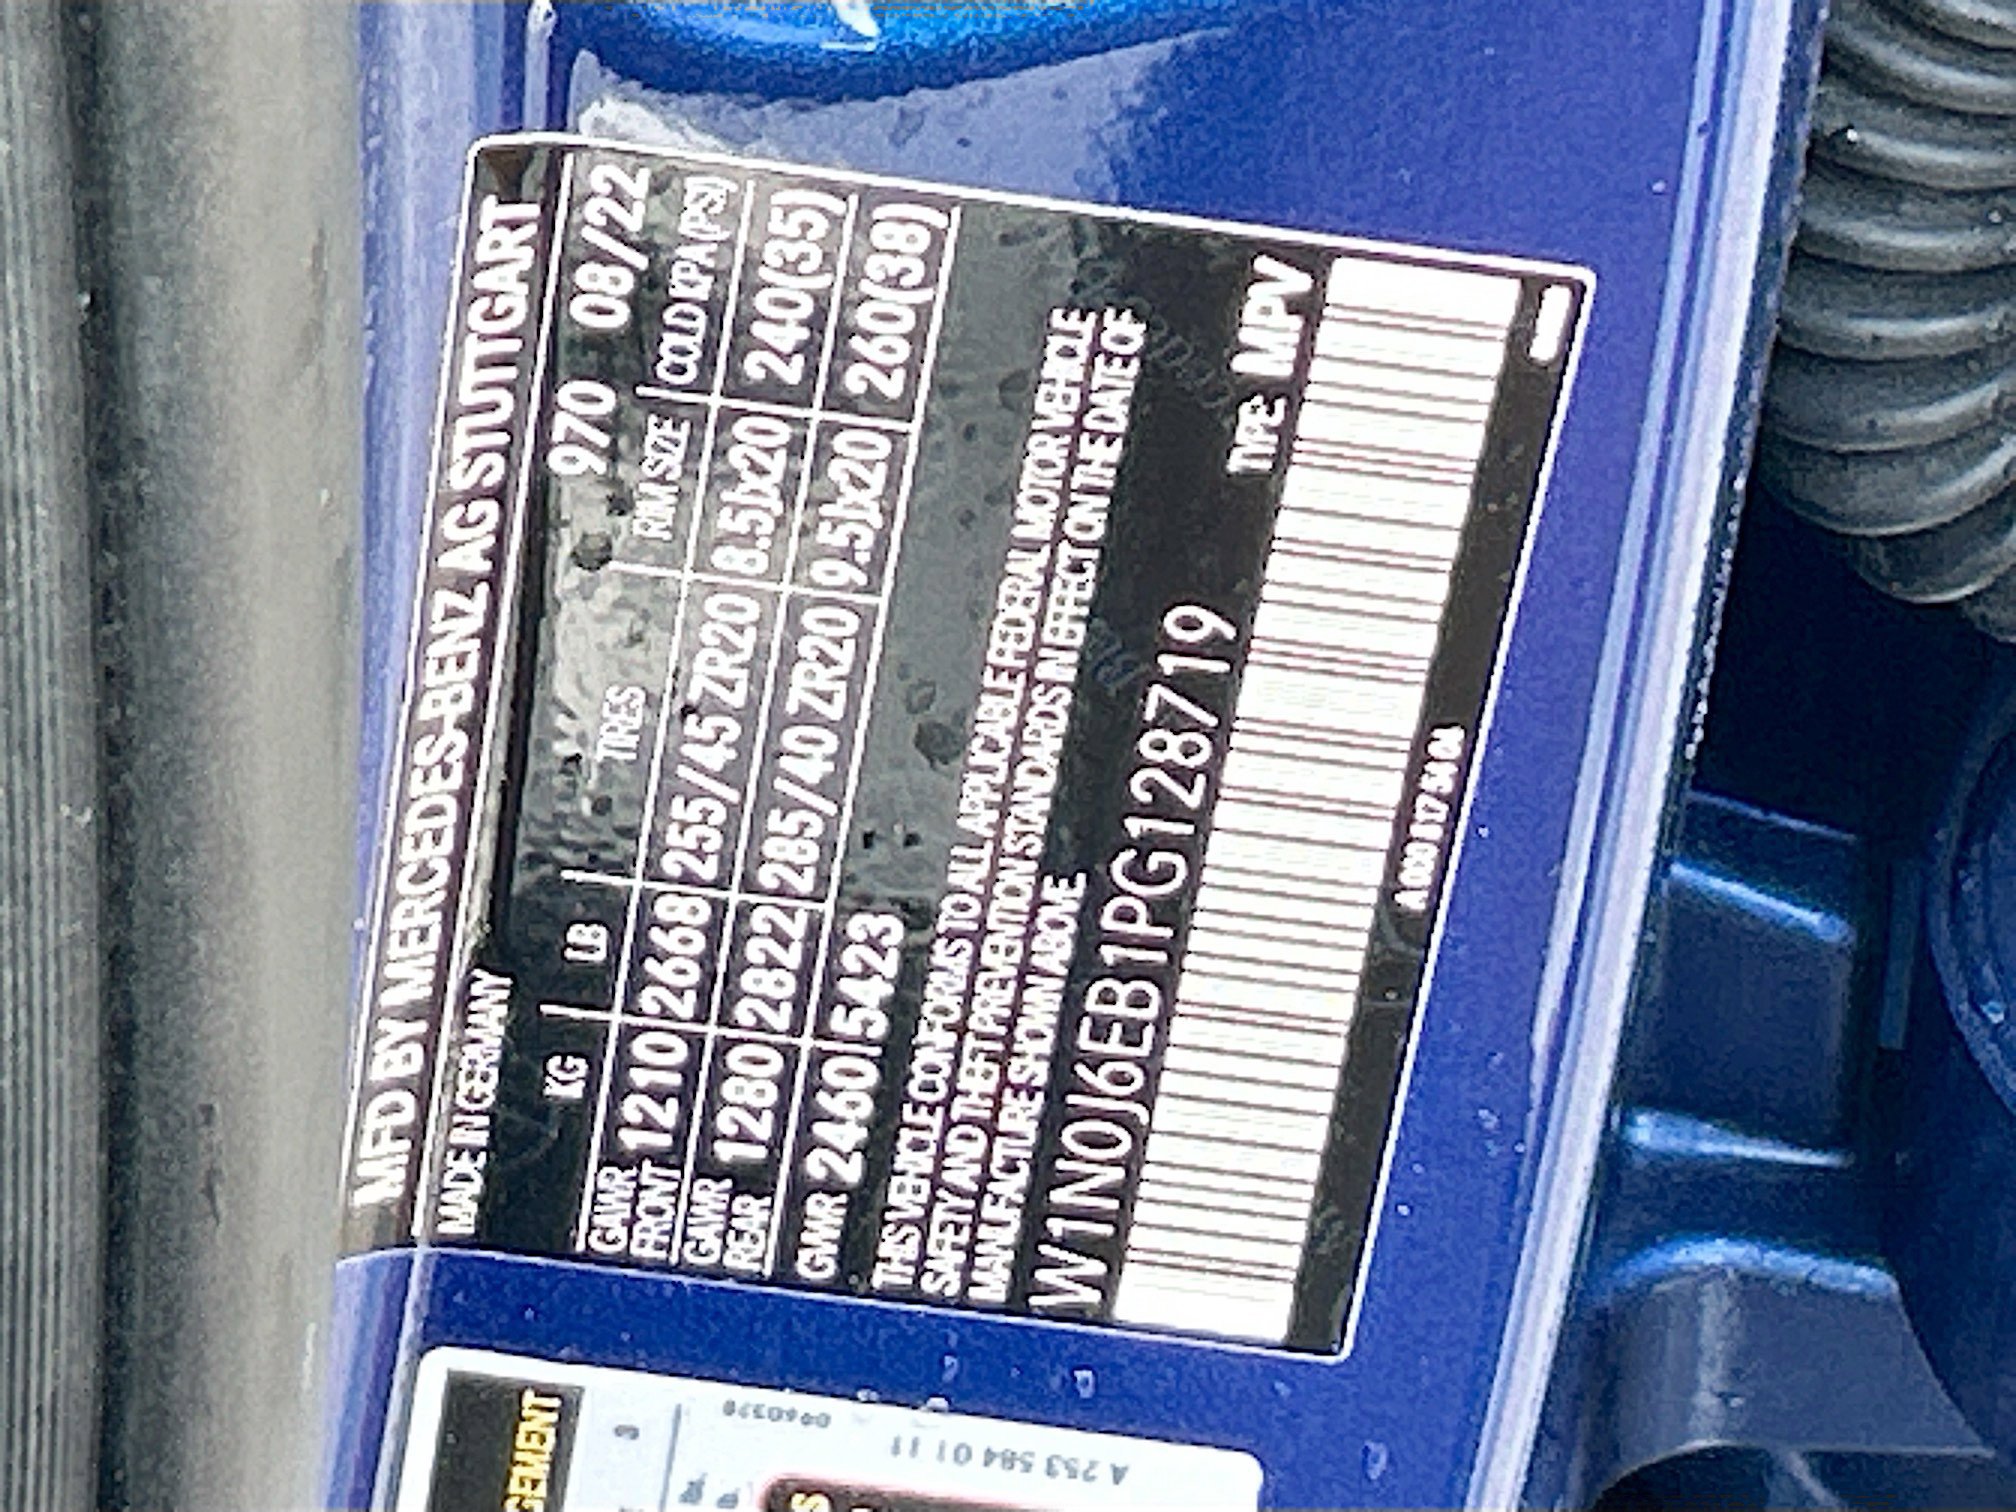 MFD BY MERCEDES-BENZ AG STUTTGART
MADE IN GERMANY 970 08/22
KG LB TIRES RIM SIZE COLD KPA (PSI)
GAWR FRONT 1210 2668 255/45 ZR20 8.5Jx20 240(35)
GAWR REAR 1280 2822 285/40 ZR20 9.5Jx20 260(38)
GVWR 2460 5423
THIS VEHICLE CONFORMS TO ALL APPLICABLE FEDERAL MOTOR VEHICLE
SAFETY AND THEFT PREVENTION STANDARDS IN EFFECT ON THE DATE OF
MANUFACTURE SHOWN ABOVE
W1N0J6EB1PG128719 TYPE: MPV
GEMENT
A 253 584 01 11